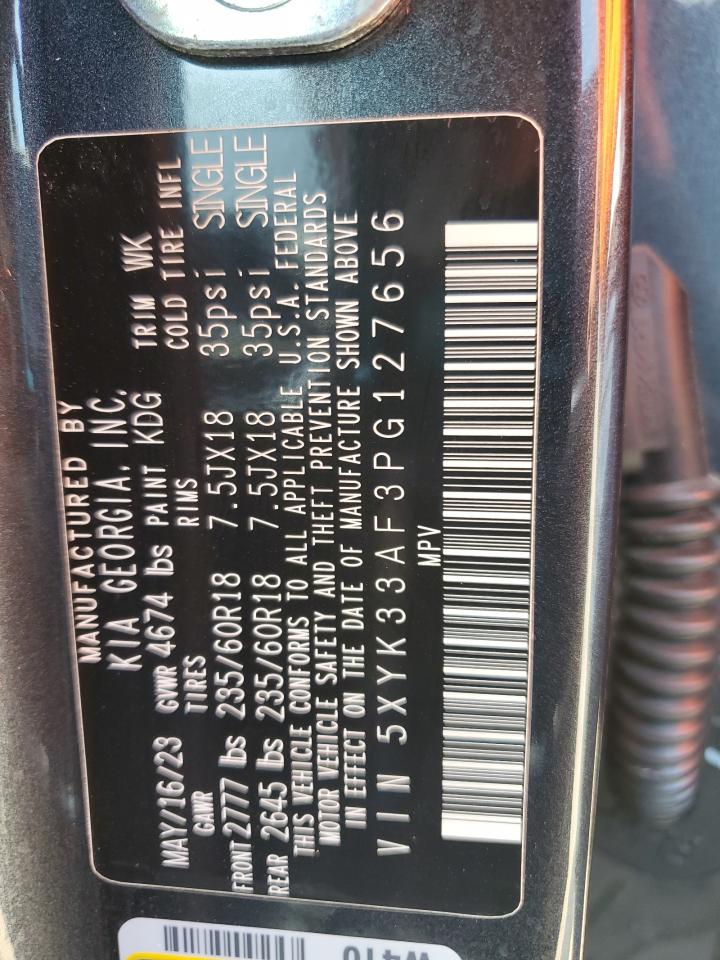 MANUFACTURED BY
KIA GEORGIA, INC.
MAY/16/23 GVWR 4674 lbs PAINT KDG TRIM WK
GAWR TIRES RIMS COLD TIRE INFL
FRONT 2777 lbs 235/60R18 7.5JX18 35psi SINGLE
REAR 2645 lbs 235/60R18 7.5JX18 35psi SINGLE
THIS VEHICLE CONFORMS TO ALL APPLICABLE U.S.A. FEDERAL
MOTOR VEHICLE SAFETY AND THEFT PREVENTION STANDARDS
IN EFFECT ON THE DATE OF MANUFACTURE SHOWN ABOVE
VIN 5XYK33AF3PG127656
MPV